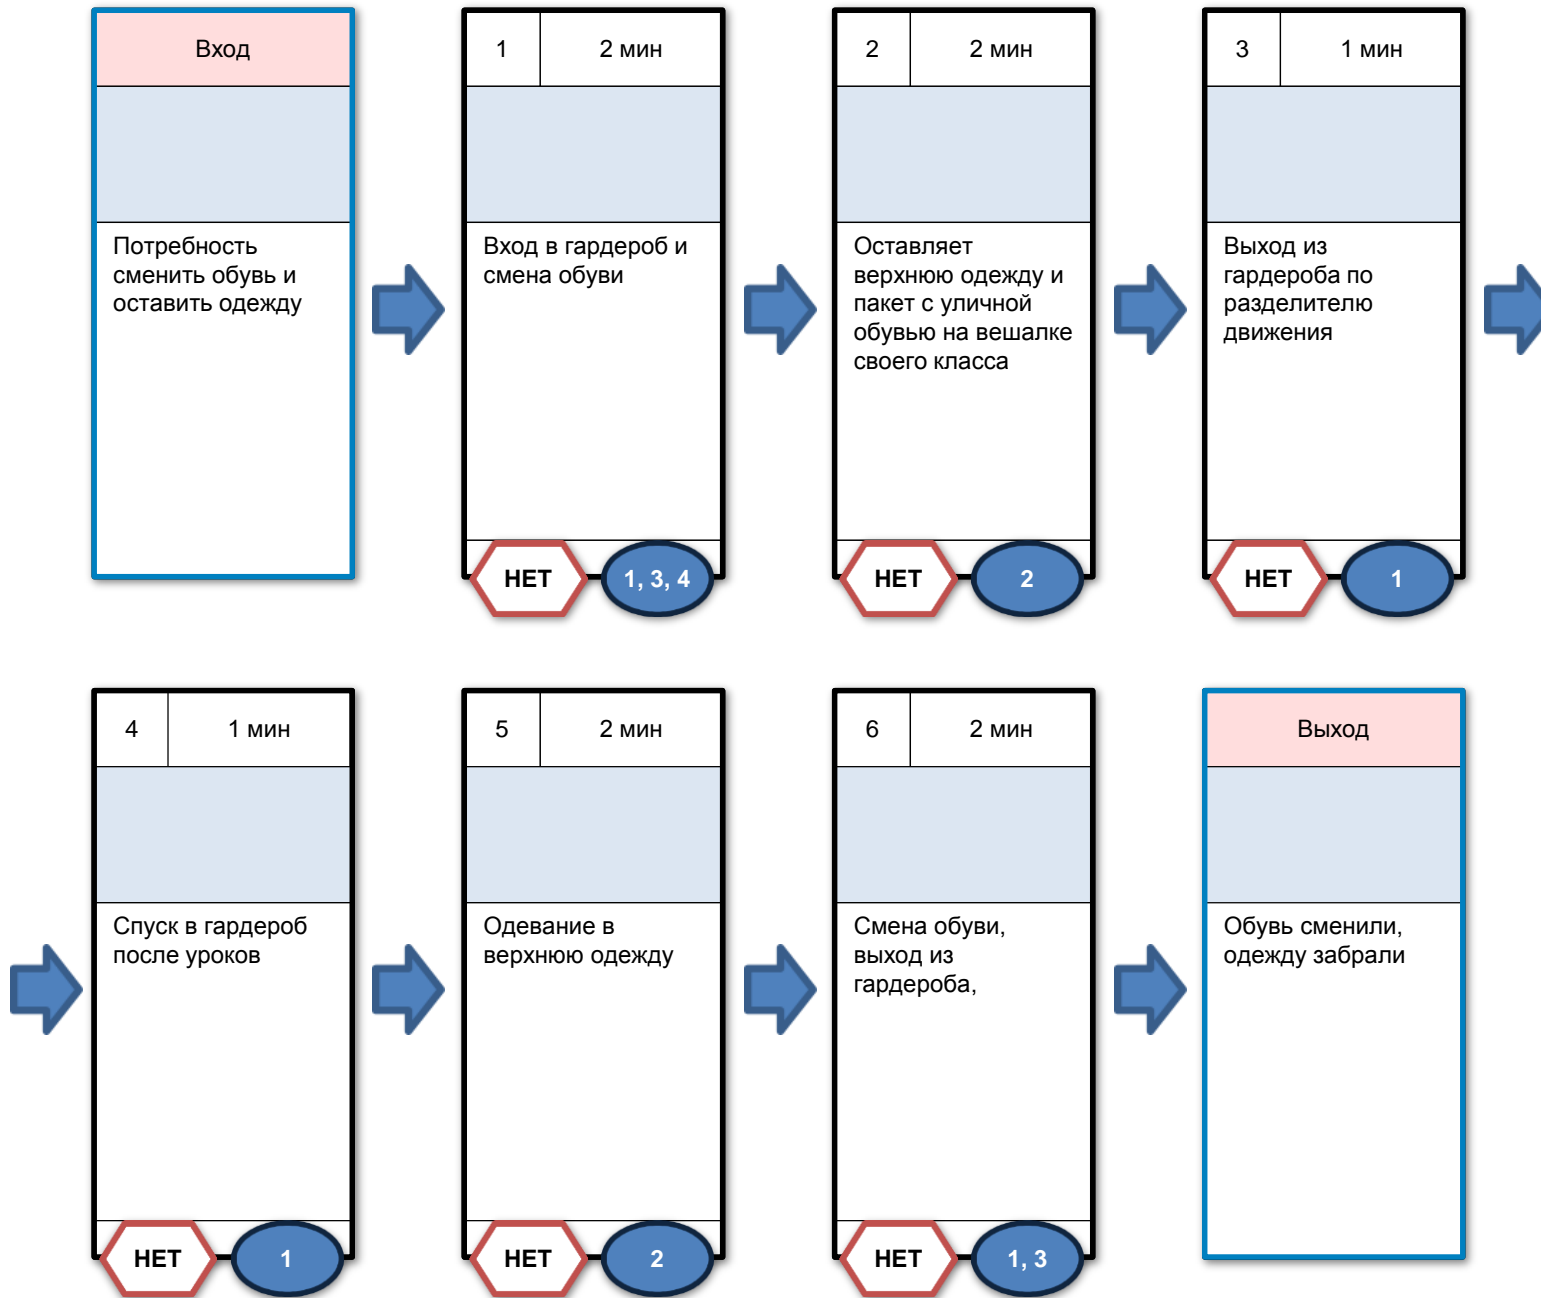 Вход
Потребность
сменить обувь и
оставить одежду
1
2 мин
Вход в гардероб и
смена обуви
НЕТ
1, 3, 4
2
2 мин
Оставляет
верхнюю одежду и
пакет с уличной
обувью на вешалке
своего класса
НЕТ
2
3
1 мин
Выход из
гардероба по
разделителю
движения
НЕТ
1
4
1 мин
Спуск в гардероб
после уроков
НЕТ
1
5
2 мин
Одевание в
верхнюю одежду
НЕТ
2
6
2 мин
Смена обуви,
выход из
гардероба,
НЕТ
1, 3
Выход
Обувь сменили,
одежду забрали